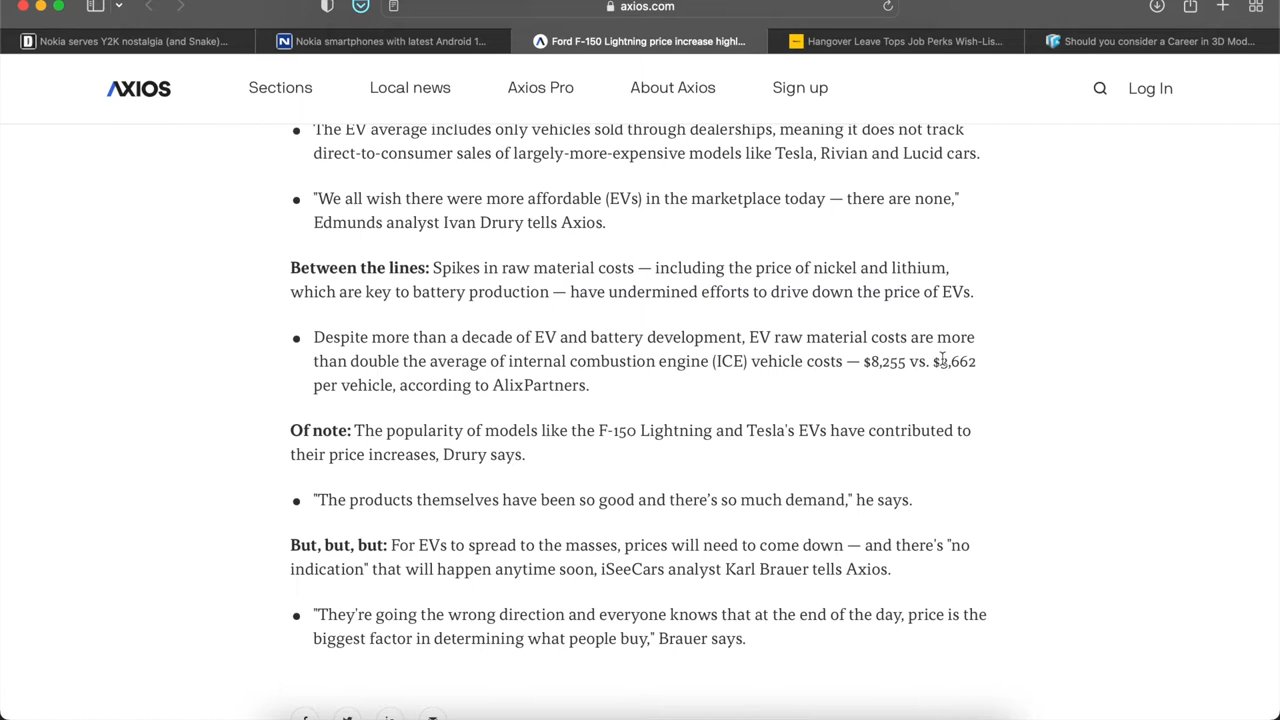 axios.com
Nokia serves Y2K nostalgia (and Snake)...
Nokia smartphones with latest Android 1...
Ford F-150 Lightning price increase highl...
Hangover Leave Tops Job Perks Wish-Lis...
Should you consider a Career in 3D Mod...
AXIOS
Sections
Local news
Axios Pro
About Axios
Sign up
Log In
The EV average includes only vehicles sold through dealerships, meaning it does not track
direct-to-consumer sales of largely-more-expensive models like Tesla, Rivian and Lucid cars.
"We all wish there were more affordable (EVs) in the marketplace today — there are none,"
Edmunds analyst Ivan Drury tells Axios.
Between the lines: Spikes in raw material costs — including the price of nickel and lithium,
which are key to battery production — have undermined efforts to drive down the price of EVs.
Despite more than a decade of EV and battery development, EV raw material costs are more
than double the average of internal combustion engine (ICE) vehicle costs — $8,255 vs. $3,662
per vehicle, according to AlixPartners.
Of note: The popularity of models like the F-150 Lightning and Tesla's EVs have contributed to
their price increases, Drury says.
"The products themselves have been so good and there's so much demand," he says.
But, but, but: For EVs to spread to the masses, prices will need to come down — and there's "no
indication" that will happen anytime soon, iSeeCars analyst Karl Brauer tells Axios.
"They're going the wrong direction and everyone knows that at the end of the day, price is the
biggest factor in determining what people buy," Brauer says.